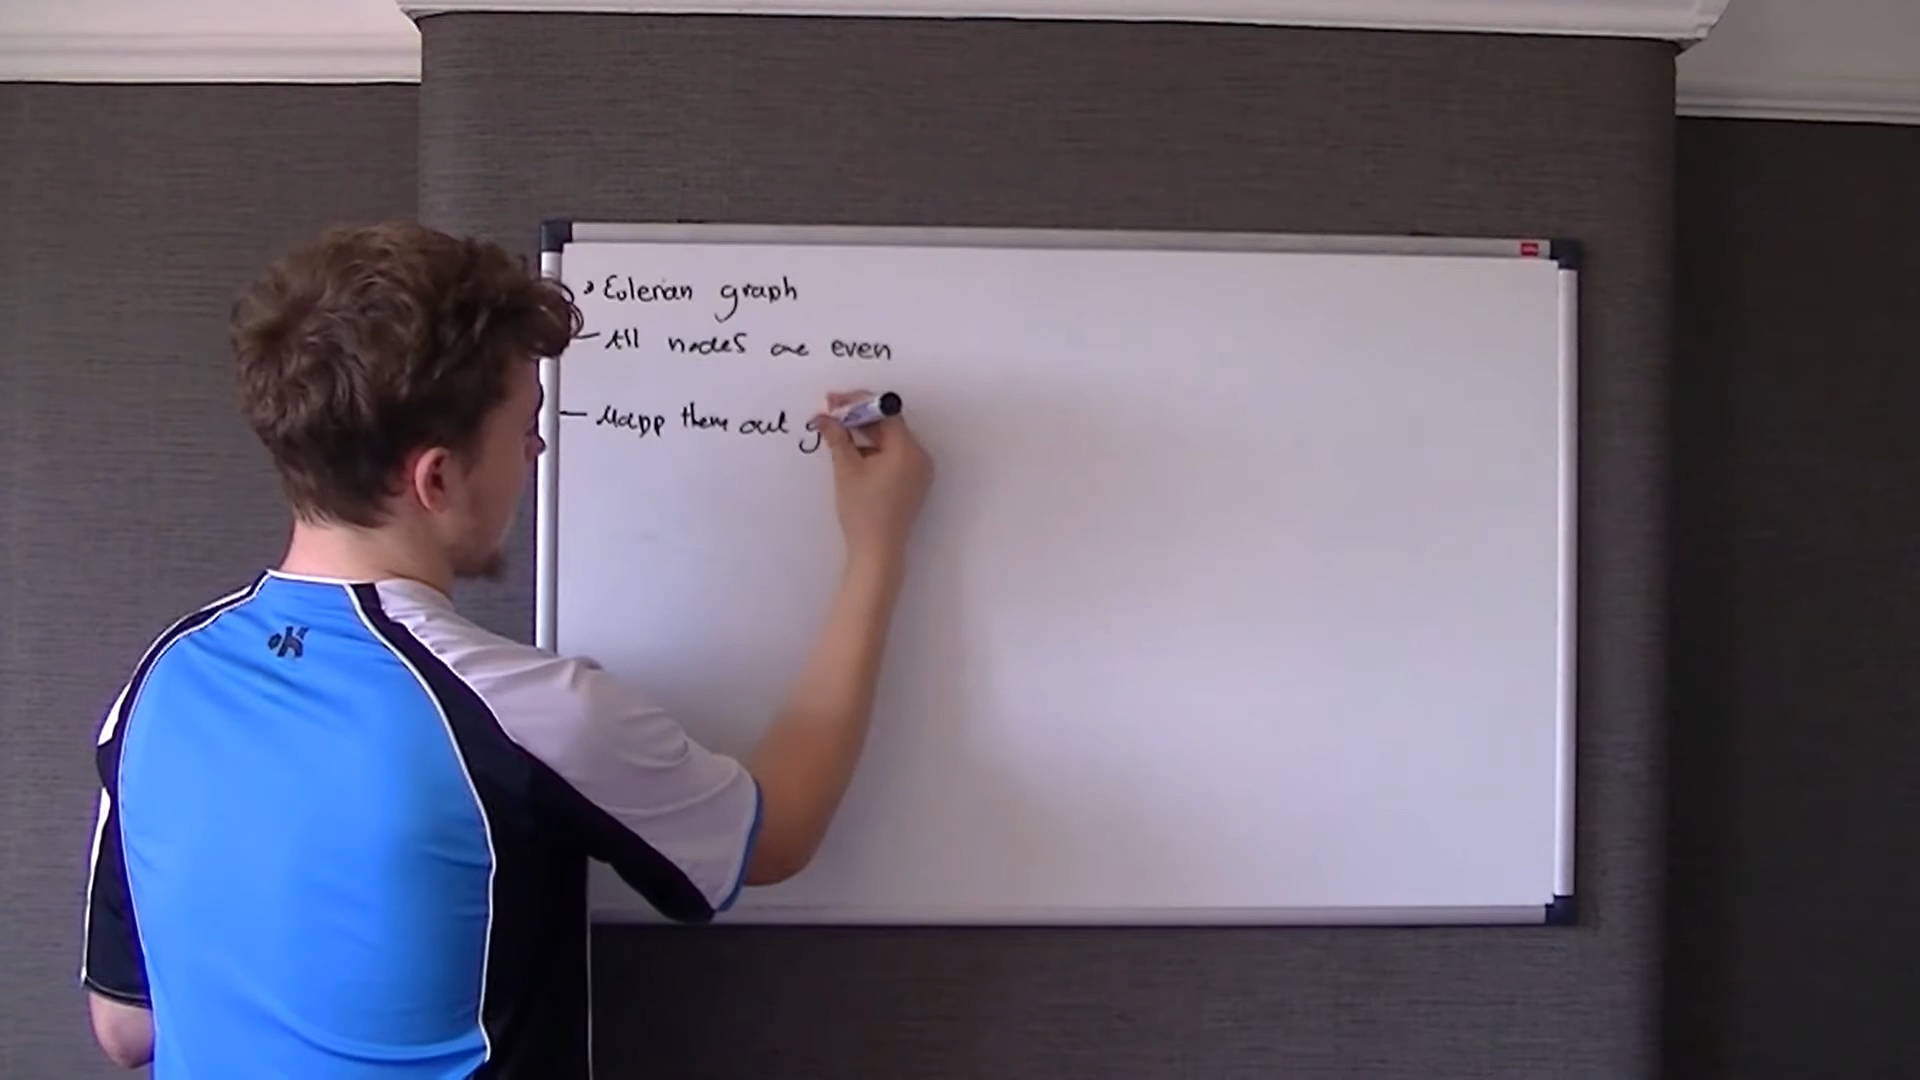 Eulerian graph
- All nodes are even
- Mapp them out g